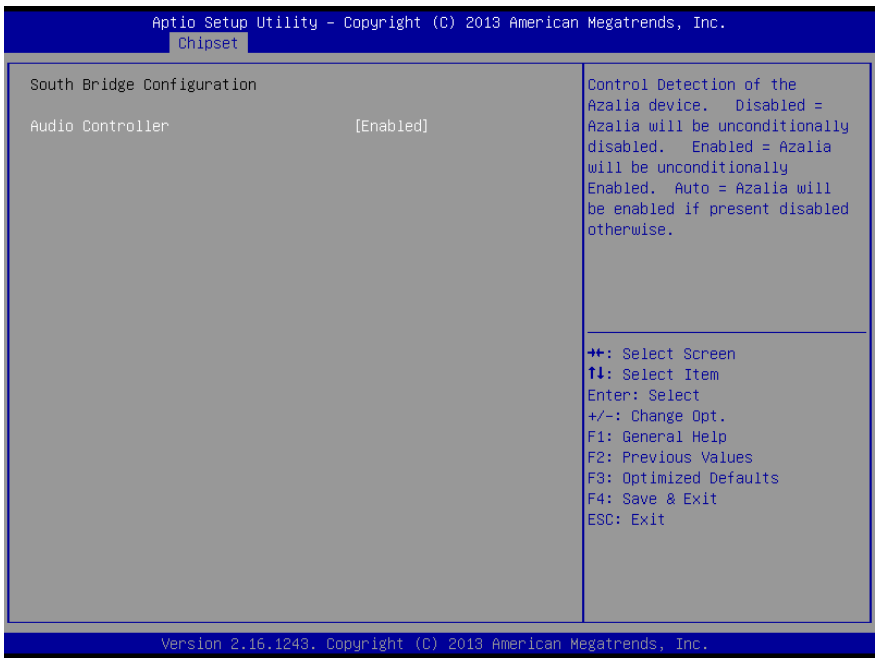 Aptio Setup Utility – Copyright (C) 2013 American Megatrends, Inc.
Chipset
South Bridge Configuration
Audio Controller [Enabled]
Control Detection of the
Azalia device.   Disabled =
Azalia will be unconditionally
disabled.   Enabled = Azalia
will be unconditionally
Enabled.  Auto = Azalia will
be enabled if present disabled
otherwise.
→←: Select Screen
↑↓: Select Item
Enter: Select
+/-: Change Opt.
F1: General Help
F2: Previous Values
F3: Optimized Defaults
F4: Save & Exit
ESC: Exit
Version 2.16.1243. Copyright (C) 2013 American Megatrends, Inc.